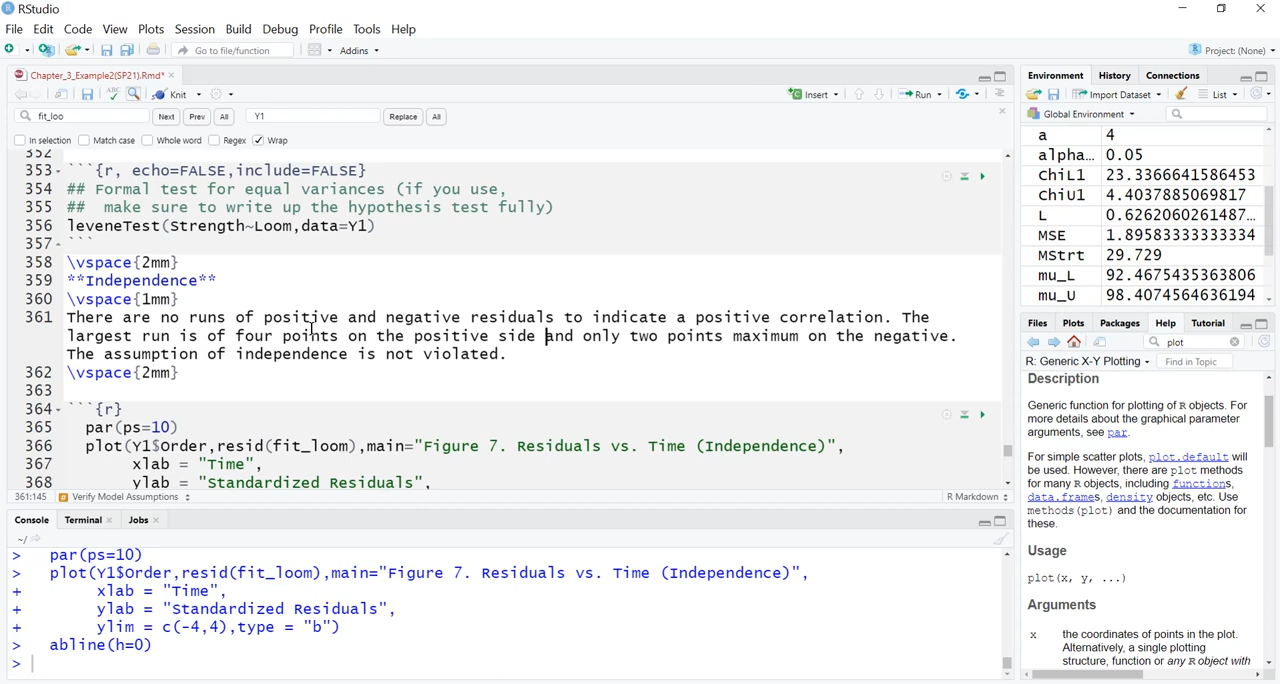 RStudio
File Edit Code View Plots Session Build Debug Profile Tools Help
Go to file/function Addins Project: (None)
Chapter_3_Example2(SP21).Rmd* ×
ABC Knit Insert Run
fit_loo Next Prev All Y1 Replace All
In selection Match case Whole word Regex Wrap
352
353 ```{r, echo=FALSE,include=FALSE}
354 ## Formal test for equal variances (if you use,
355 ## make sure to write up the hypothesis test fully)
356 leveneTest(Strength~Loom,data=Y1)
357 ```
358 \vspace{2mm}
359 **Independence**
360 \vspace{1mm}
361 There are no runs of positive and negative residuals to indicate a positive correlation. The
largest run is of four points on the positive side and only two points maximum on the negative.
The assumption of independence is not violated.
362 \vspace{2mm}
363
364 ```{r}
365 par(ps=10)
366 plot(Y1$Order,resid(fit_loom),main="Figure 7. Residuals vs. Time (Independence)",
367 xlab = "Time",
368 ylab = "Standardized Residuals",
361:145 Verify Model Assumptions R Markdown
Console Terminal × Jobs ×
~/
> par(ps=10)
> plot(Y1$Order,resid(fit_loom),main="Figure 7. Residuals vs. Time (Independence)",
+ xlab = "Time",
+ ylab = "Standardized Residuals",
+ ylim = c(-4,4),type = "b")
> abline(h=0)
>
Environment History Connections
Import Dataset List
Global Environment
a 4
alpha… 0.05
ChiL1 23.3366641586453
ChiU1 4.4037885069817
L 0.6262060261487…
MSE 1.89583333333334
MStrt 29.729
mu_L 92.4675435363806
mu_U 98.4074564636194
Files Plots Packages Help Tutorial
plot
R: Generic X-Y Plotting Find in Topic
Description
Generic function for plotting of R objects. For
more details about the graphical parameter
arguments, see par.
For simple scatter plots, plot.default will
be used. However, there are plot methods
for many R objects, including functions,
data.frames, density objects, etc. Use
methods(plot) and the documentation for
these.
Usage
plot(x, y, ...)
Arguments
x the coordinates of points in the plot.
Alternatively, a single plotting
structure, function or any R object with